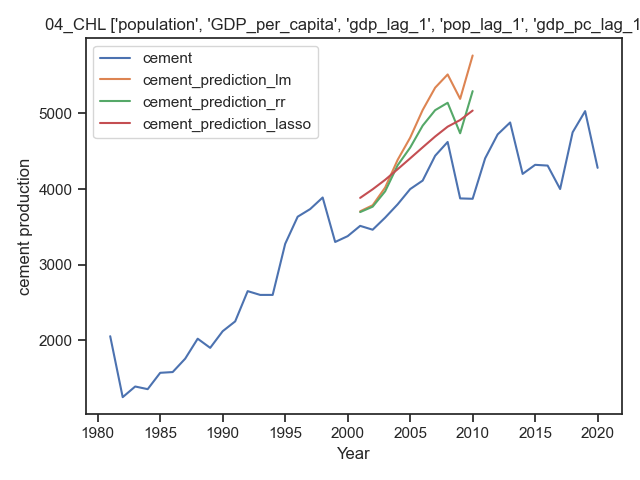 04_CHL ['population', 'GDP_per_capita', 'gdp_lag_1', 'pop_lag_1', 'gdp_pc_lag_1
cement
cement_prediction_lm
cement_prediction_rr
cement_prediction_lasso
5000
4000
3000
2000
cement production
1980 1985 1990 1995 2000 2005 2010 2015 2020
Year